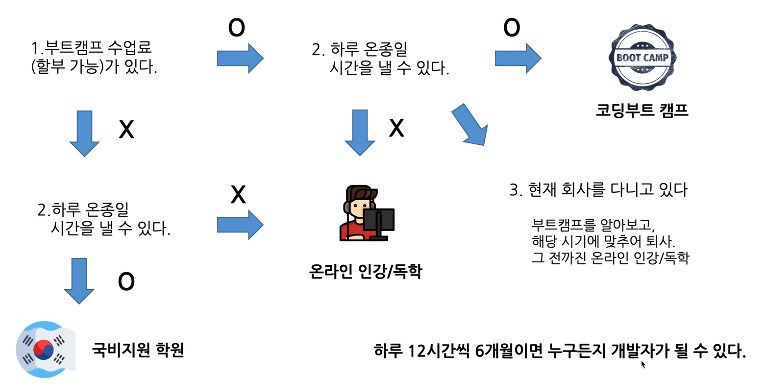 1.부트캠프 수업료
(할부 가능)가 있다.
O
2. 하루 온종일
시간을 낼 수 있다.
O
BOOT CAMP
코딩부트 캠프
X
X
2.하루 온종일
시간을 낼 수 있다.
X
온라인 인강/독학
3. 현재 회사를 다니고 있다
부트캠프를 알아보고,
해당 시기에 맞추어 퇴사.
그 전까진 온라인 인강/독학
O
국비지원 학원
하루 12시간씩 6개월이면 누구든지 개발자가 될 수 있다.